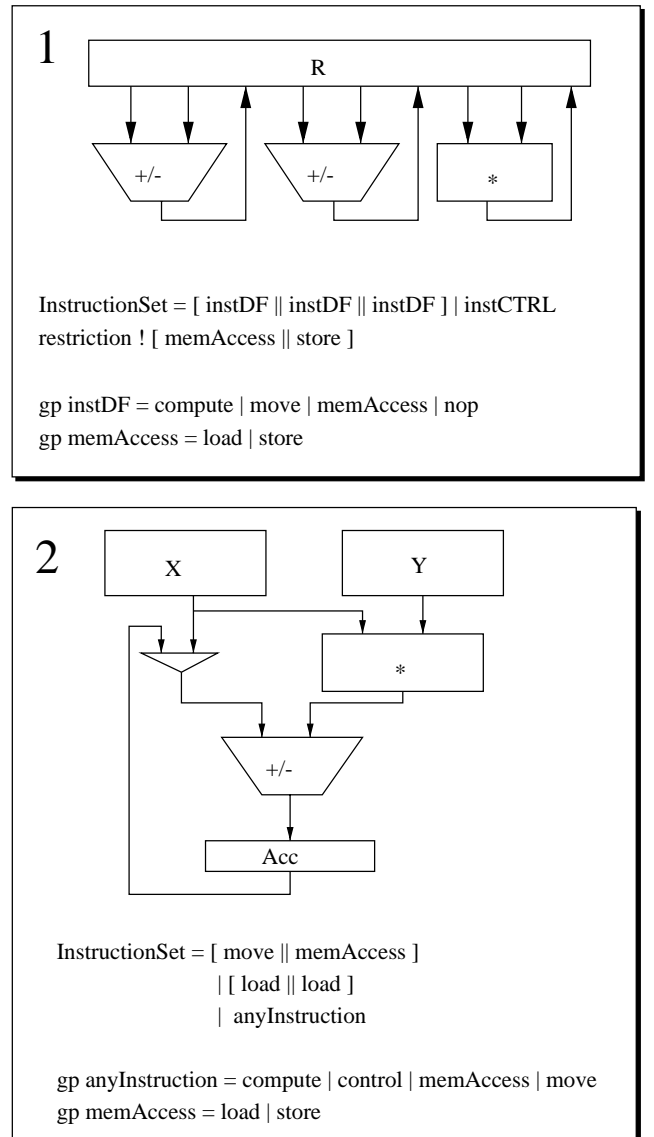 1
R
+/-
+/-
*
InstructionSet = [ instDF || instDF || instDF ] | instCTRL
restriction ! [ memAccess || store ]
gp instDF = compute | move | memAccess | nop
gp memAccess = load | store
2
X
Y
*
+/-
Acc
InstructionSet = [ move || memAccess ]
| [ load || load ]
| anyInstruction
gp anyInstruction = compute | control | memAccess | move
gp memAccess = load | store